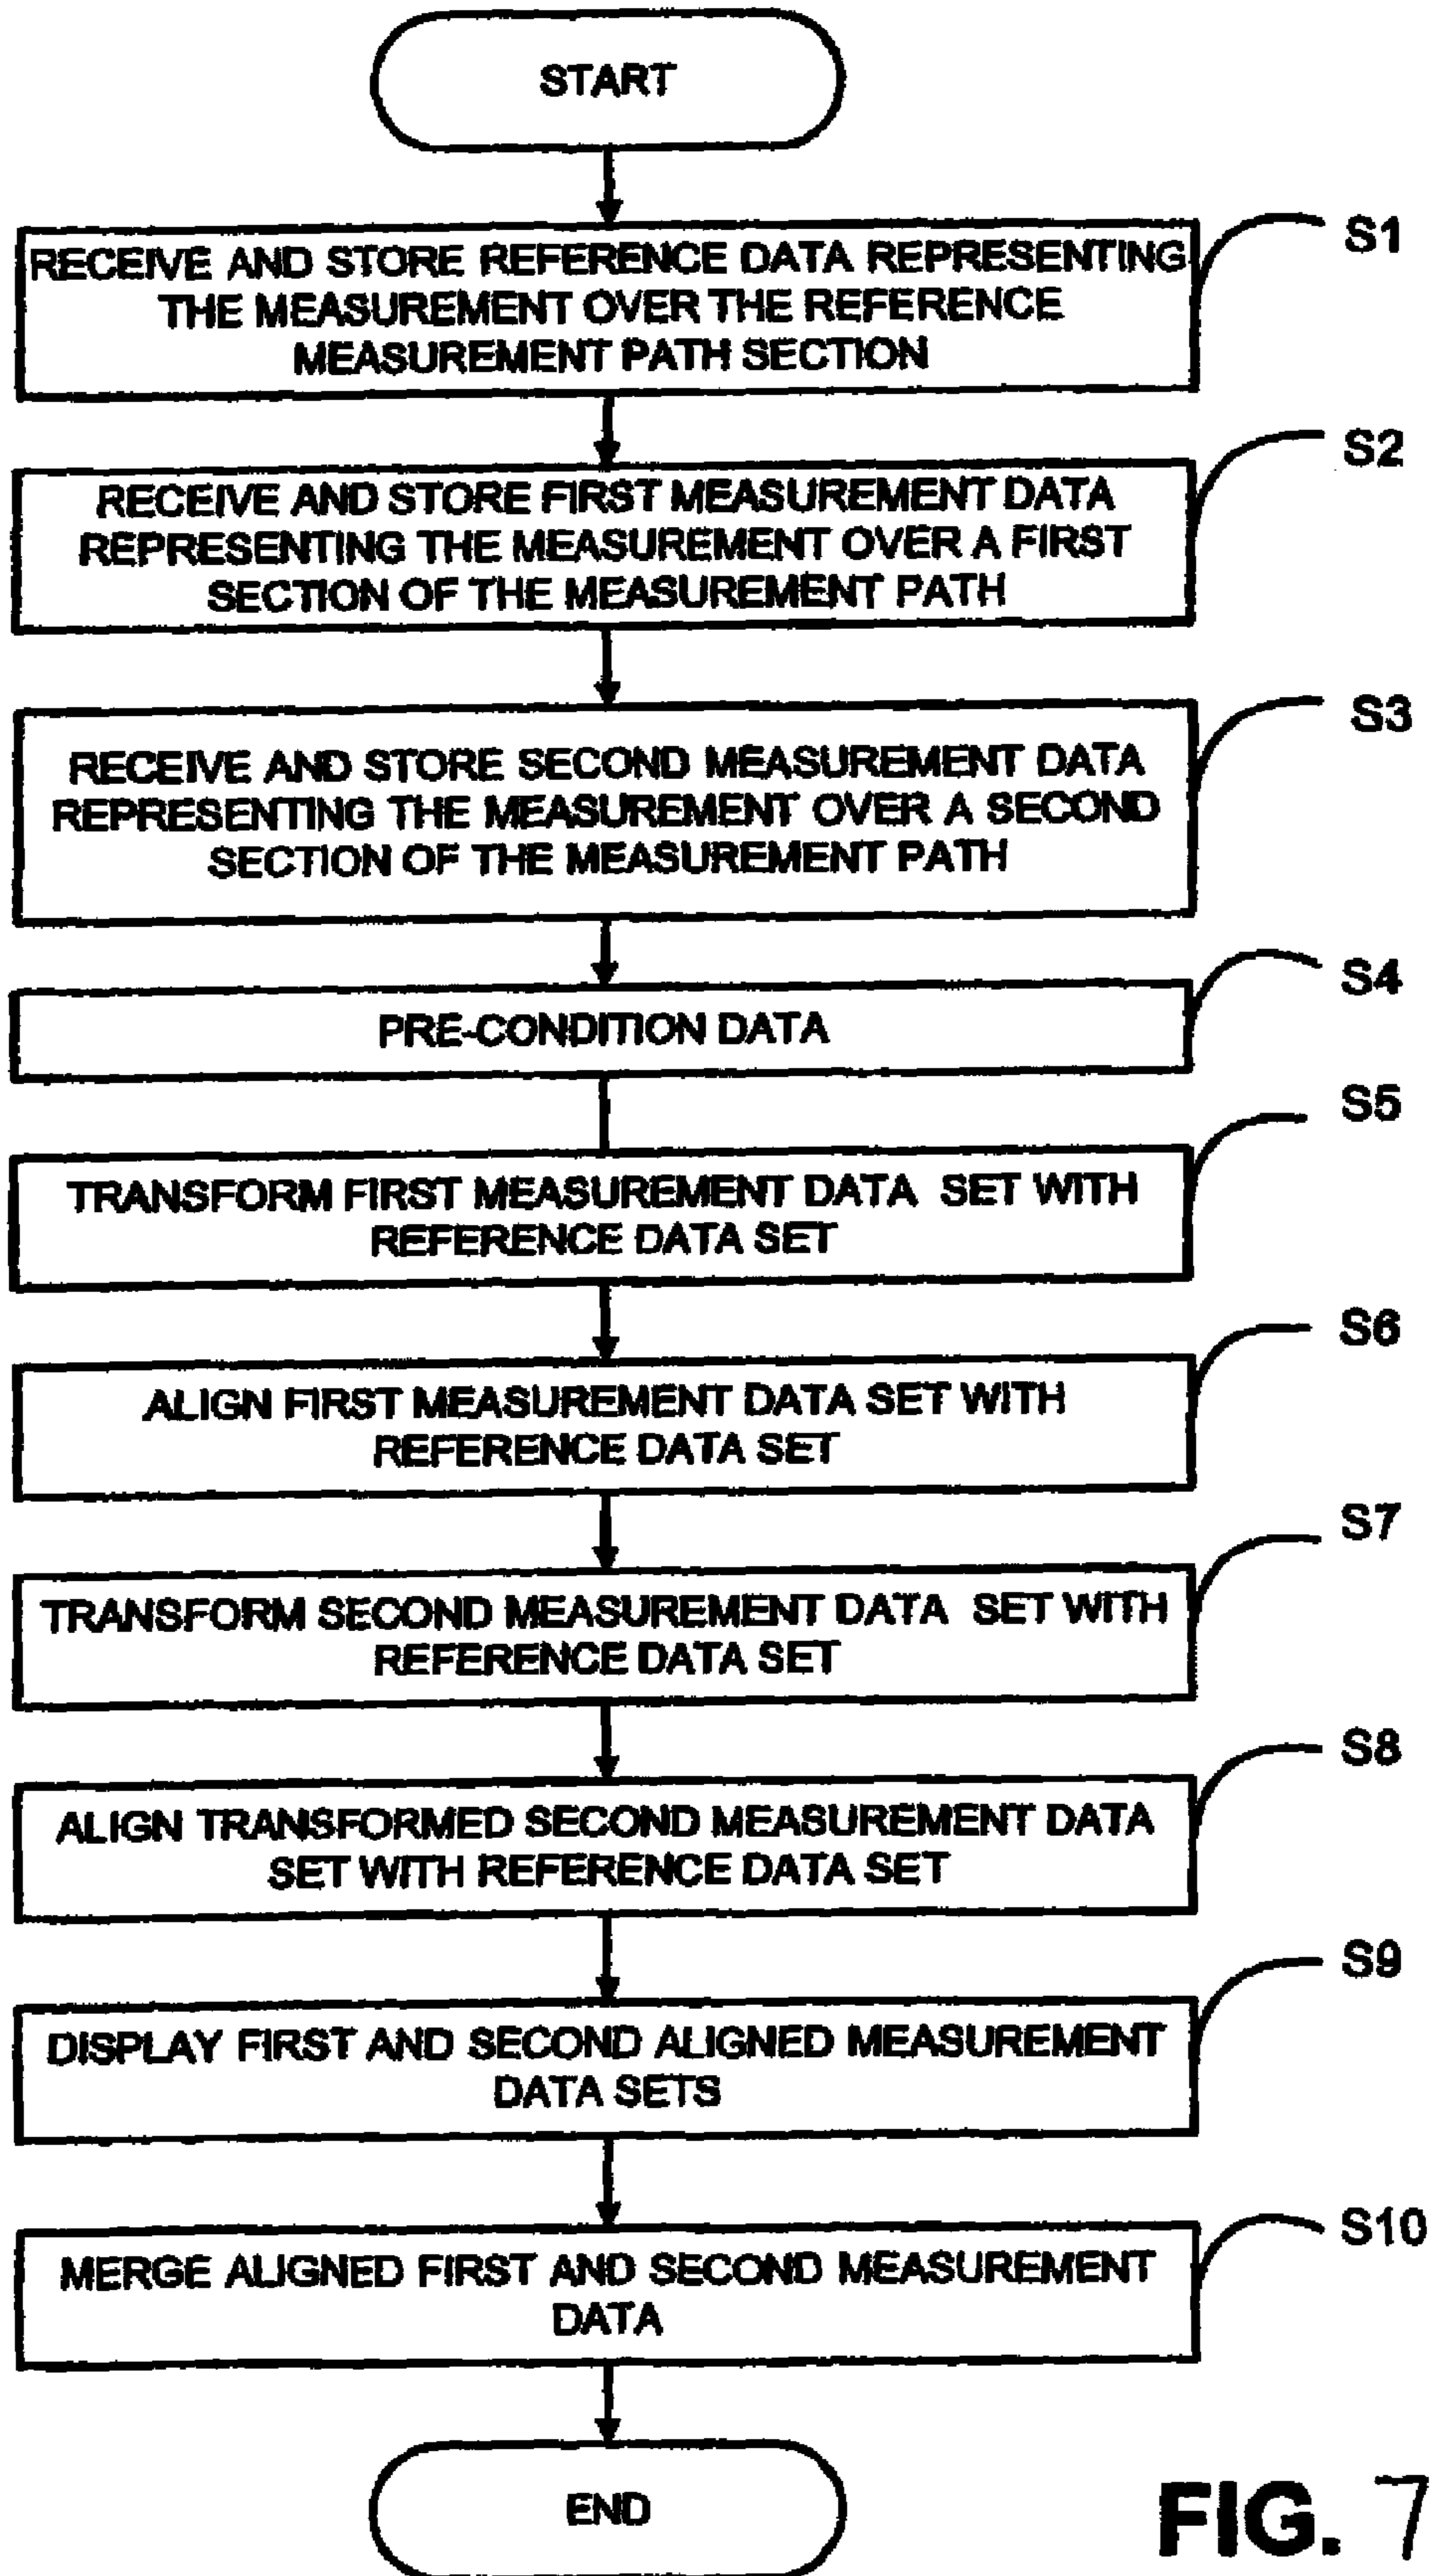 START
RECEIVE AND STORE REFERENCE DATA REPRESENTING
THE MEASUREMENT OVER THE REFERENCE
MEASUREMENT PATH SECTION
S1
RECEIVE AND STORE FIRST MEASUREMENT DATA
REPRESENTING THE MEASUREMENT OVER A FIRST
SECTION OF THE MEASUREMENT PATH
S2
RECEIVE AND STORE SECOND MEASUREMENT DATA
REPRESENTING THE MEASUREMENT OVER A SECOND
SECTION OF THE MEASUREMENT PATH
S3
PRE-CONDITION DATA
S4
TRANSFORM FIRST MEASUREMENT DATA SET WITH
REFERENCE DATA SET
S5
ALIGN FIRST MEASUREMENT DATA SET WITH
REFERENCE DATA SET
S6
TRANSFORM SECOND MEASUREMENT DATA SET WITH
REFERENCE DATA SET
S7
ALIGN TRANSFORMED SECOND MEASUREMENT DATA
SET WITH REFERENCE DATA SET
S8
DISPLAY FIRST AND SECOND ALIGNED MEASUREMENT
DATA SETS
S9
MERGE ALIGNED FIRST AND SECOND MEASUREMENT
DATA
S10
END
FIG. 7